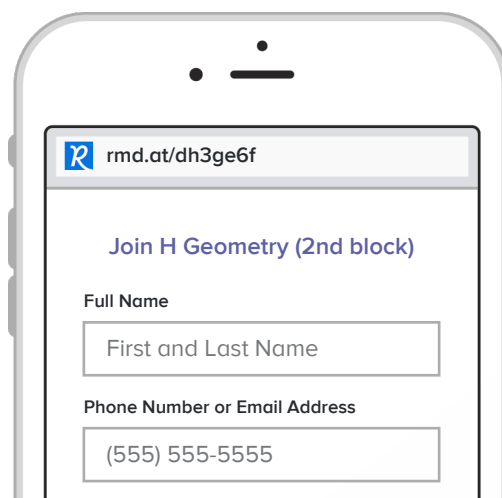 rmd.at/dh3ge6f
Join H Geometry (2nd block)
Full Name
First and Last Name
Phone Number or Email Address
(555) 555-5555